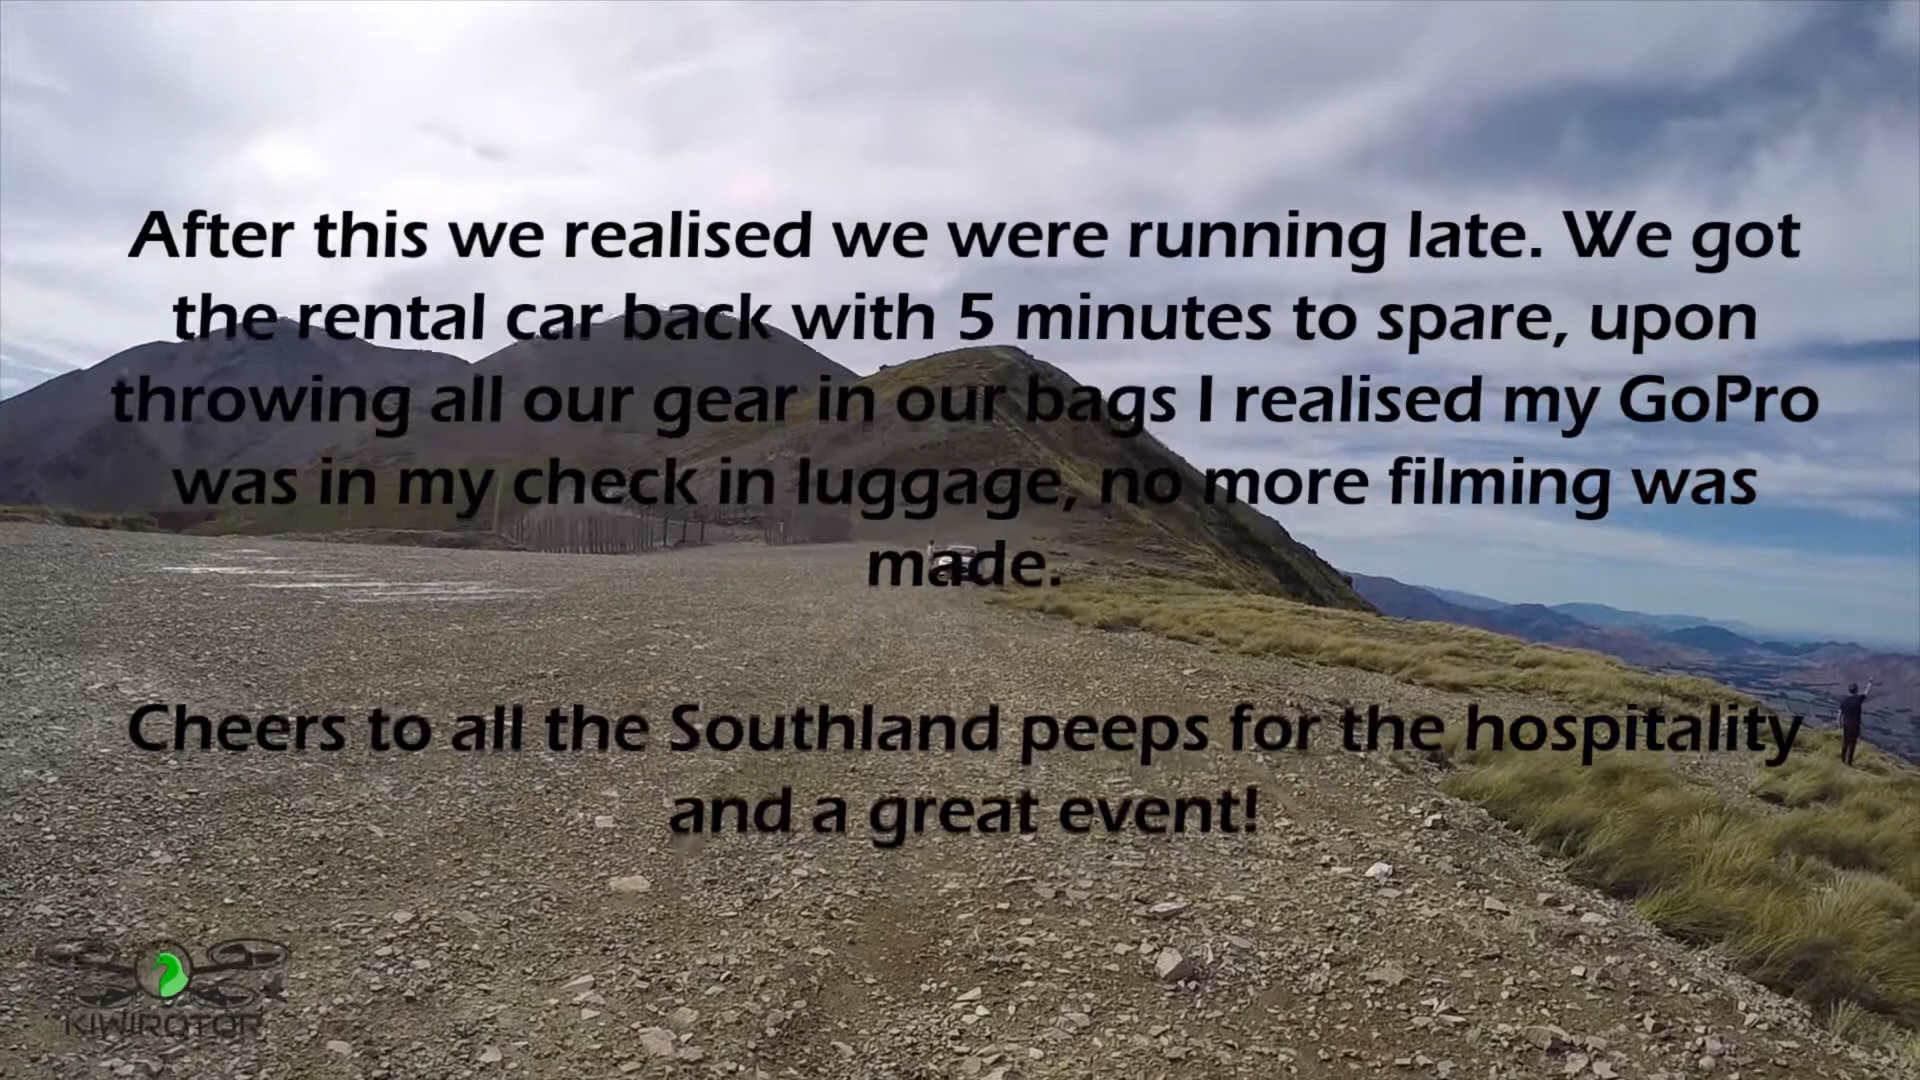 After this we realised we were running late. We got
the rental car back with 5 minutes to spare, upon
throwing all our gear in our bags I realised my GoPro
was in my check in luggage, no more filming was
made.
Cheers to all the Southland peeps for the hospitality
and a great event!
KIWIROTOR